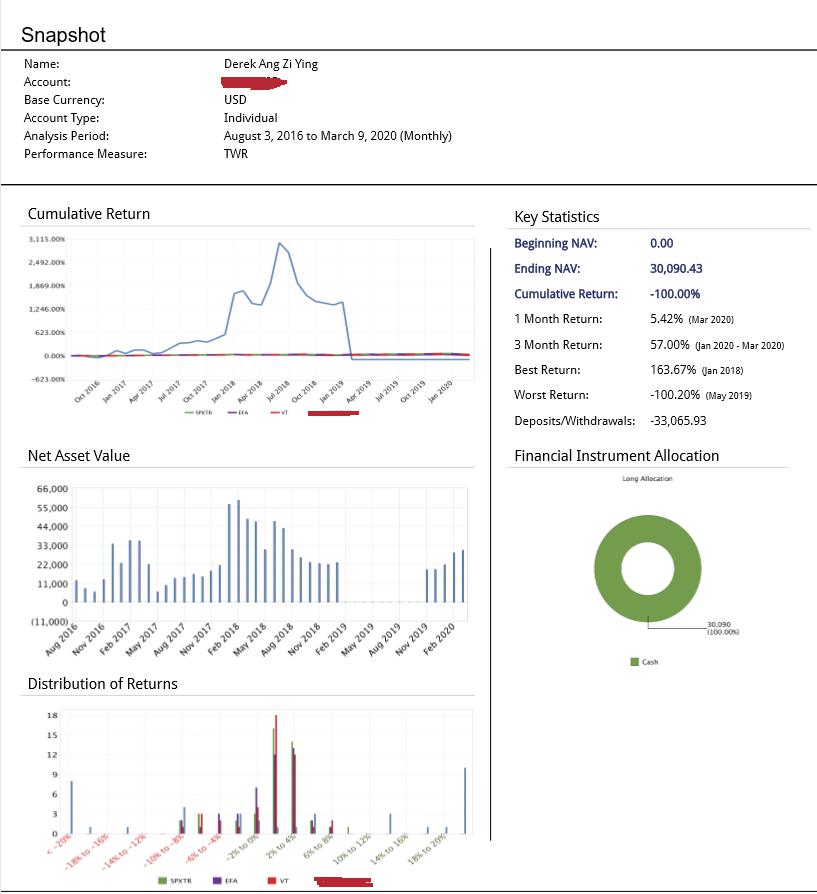 Snapshot
Name: Derek Ang Zi Ying
Account:
Base Currency: USD
Account Type: Individual
Analysis Period: August 3, 2016 to March 9, 2020 (Monthly)
Performance Measure: TWR
Cumulative Return
3,115.00%
2,492.00%
1,869.00%
1,246.00%
623.00%
0.00%
-623.00%
Oct 2016 Jan 2017 Apr 2017 Jul 2017 Oct 2017 Jan 2018 Apr 2018 Jul 2018 Oct 2018 Jan 2019 Apr 2019 Jul 2019 Oct 2019 Jan 2020
SPXTR EFA VT
Key Statistics
Beginning NAV: 0.00
Ending NAV: 30,090.43
Cumulative Return: -100.00%
1 Month Return: 5.42% (Mar 2020)
3 Month Return: 57.00% (Jan 2020 - Mar 2020)
Best Return: 163.67% (Jan 2018)
Worst Return: -100.20% (May 2019)
Deposits/Withdrawals: -33,065.93
Net Asset Value
66,000
55,000
44,000
33,000
22,000
11,000
0
(11,000)
Aug 2016 Nov 2016 Feb 2017 May 2017 Aug 2017 Nov 2017 Feb 2018 May 2018 Aug 2018 Nov 2018 Feb 2019 May 2019 Aug 2019 Nov 2019 Feb 2020
Financial Instrument Allocation
Long Allocation
30,090
(100.00%)
Cash
Distribution of Returns
18
15
12
9
6
3
0
< -20% -18% to -16% -14% to -12% -10% to -8% -6% to -4% -2% to 0% 2% to 4% 6% to 8% 10% to 12% 14% to 16% 18% to 20%
SPXTR EFA VT